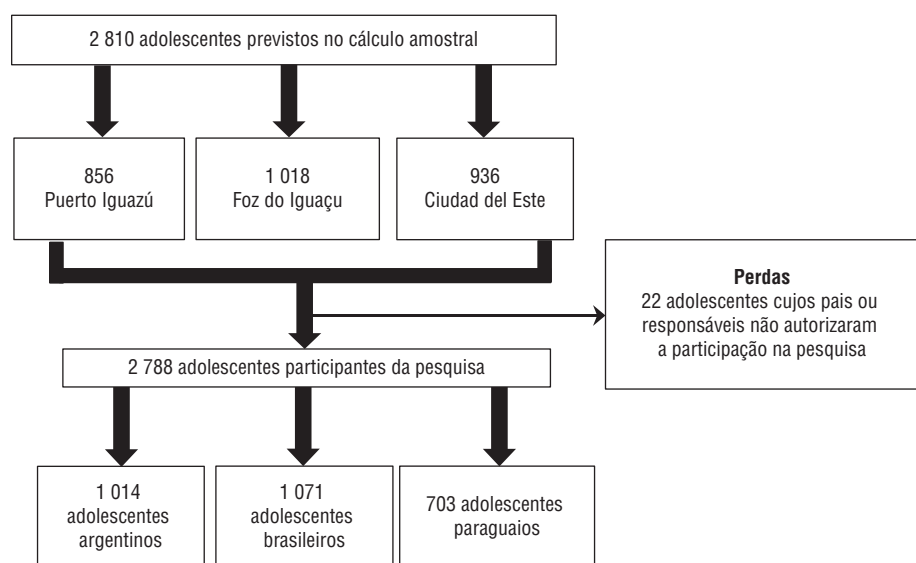 2 810 adolescentes previstos no cálculo amostral
856
Puerto Iguazú
1 018
Foz do Iguaçu
936
Ciudad del Este
Perdas
22 adolescentes cujos pais ou
responsáveis não autorizaram
a participação na pesquisa
2 788 adolescentes participantes da pesquisa
1 014
adolescentes
argentinos
1 071
adolescentes
brasileiros
703 adolescentes
paraguaios